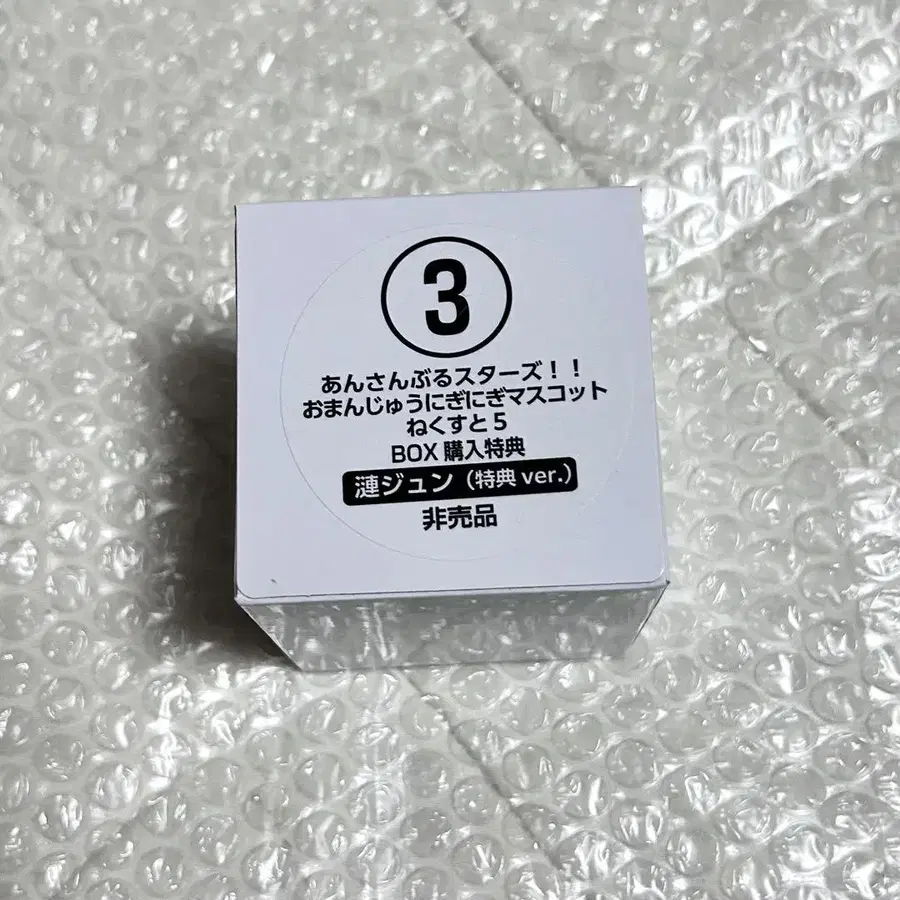 3
あんさんぶるスターズ！！
おまんじゅうにぎにぎマスコット
ねくすと5
BOX 購入特典
漣ジュン（特典 ver.）
非売品